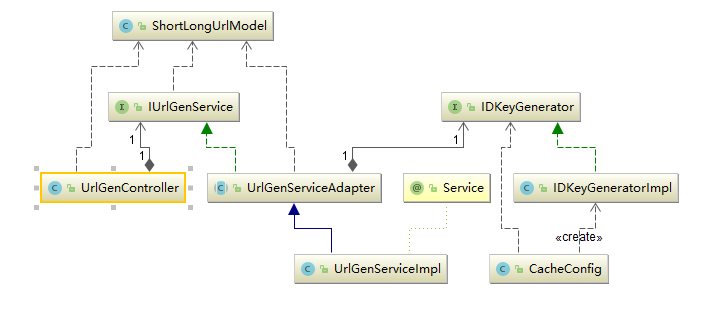 ShortLongUrlModel
IUrlGenService
IDKeyGenerator
1
1
1
1
UrlGenController
UrlGenServiceAdapter
Service
IDKeyGeneratorImpl
«create»
UrlGenServiceImpl
CacheConfig